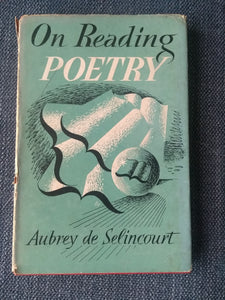 On Reading
POETRY
Aubrey de Selincourt